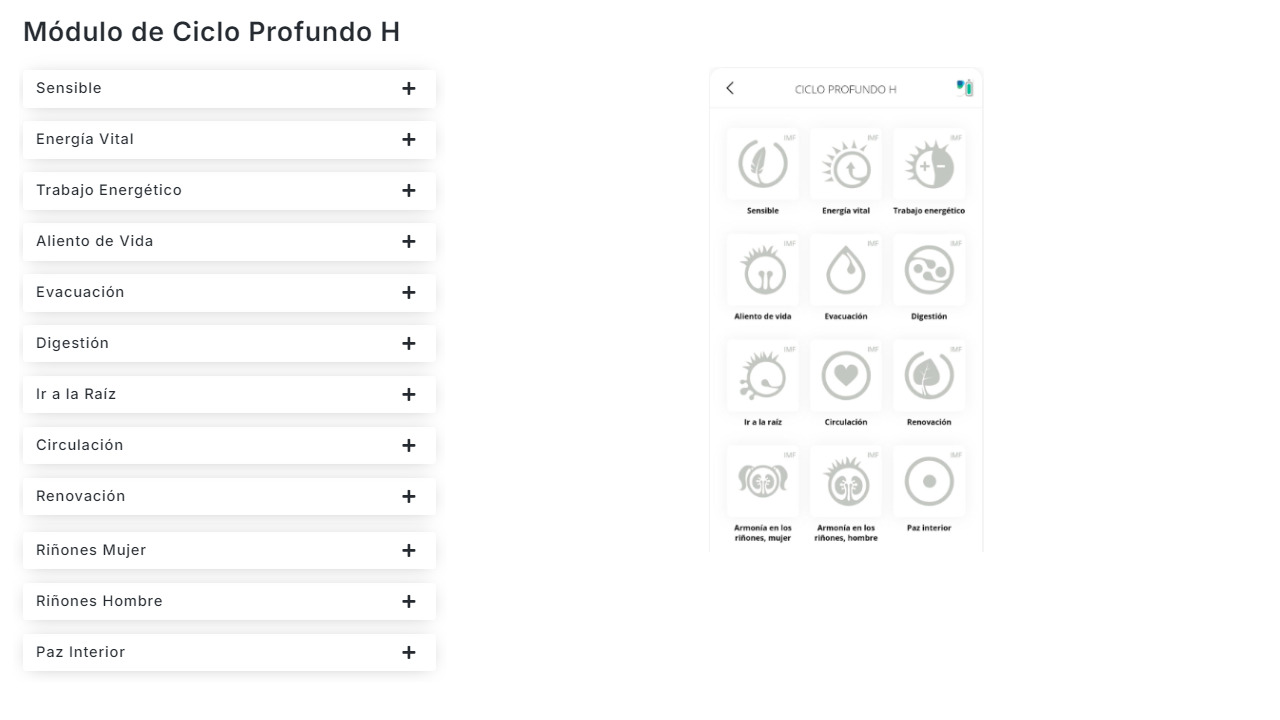 Módulo de Ciclo Profundo H
Sensible
Energía Vital
Trabajo Energético
Aliento de Vida
Evacuación
Digestión
Ir a la Raíz
Circulación
Renovación
Riñones Mujer
Riñones Hombre
Paz Interior
CICLO PROFUNDO H
IMF IMF IMF
Sensible Energía vital Trabajo energético
IMF IMF IMF
Aliento de vida Evacuación Digestión
IMF IMF IMF
Ir a la raíz Circulación Renovación
IMF IMF IMF
Armonía en los riñones, mujer
Armonía en los riñones, hombre
Paz interior